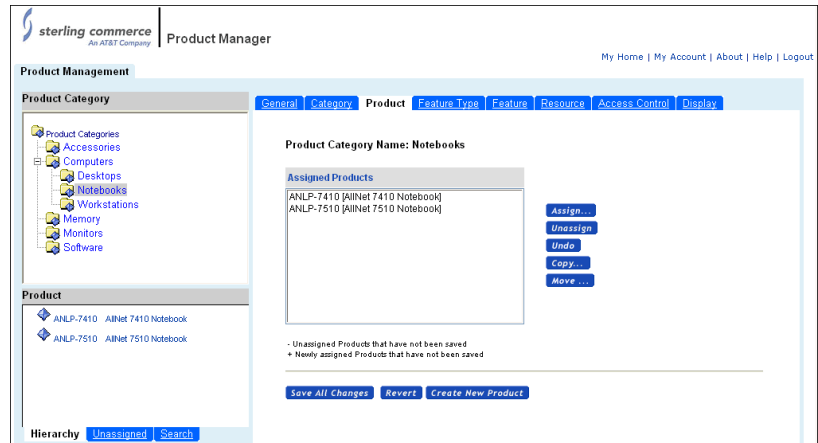 sterling commerce
An AT&T Company
Product Manager
My Home | My Account | About | Help | Logout
Product Management
Product Category
Product Categories
Accessories
Computers
Desktops
Notebooks
Workstations
Memory
Monitors
Software
Product
ANLP-7410 AllNet 7410 Notebook
ANLP-7510 AllNet 7510 Notebook
Hierarchy Unassigned Search
General Category Product Feature Type Feature Resource Access Control Display
Product Category Name: Notebooks
Assigned Products
ANLP-7410 [AllNet 7410 Notebook]
ANLP-7510 [AllNet 7510 Notebook]
Assign...
Unassign
Undo
Copy...
Move ...
- Unassigned Products that have not been saved
+ Newly assigned Products that have not been saved
Save All Changes Revert Create New Product